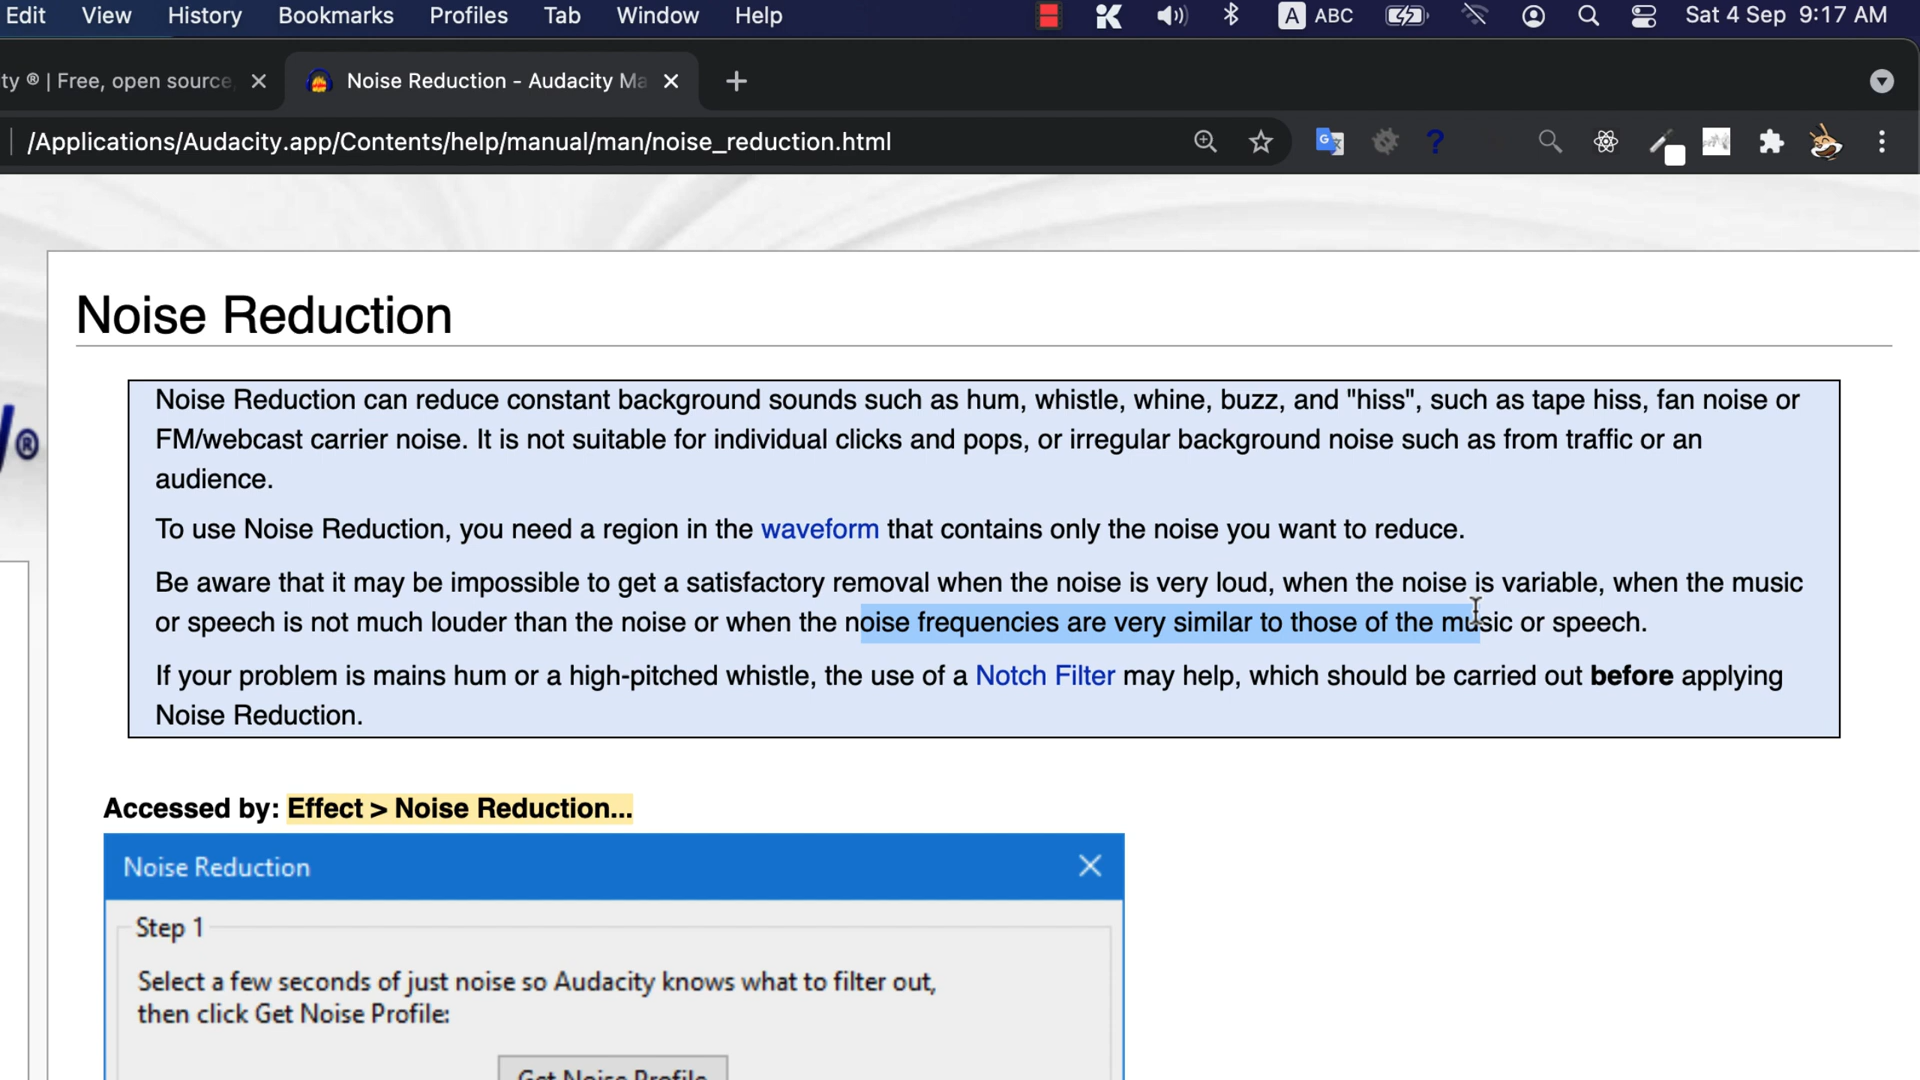 Edit View History Bookmarks Profiles Tab Window Help A ABC Sat 4 Sep 9:17 AM
ty ® | Free, open source, Noise Reduction - Audacity Ma
/Applications/Audacity.app/Contents/help/manual/man/noise_reduction.html
Noise Reduction
®
Noise Reduction can reduce constant background sounds such as hum, whistle, whine, buzz, and "hiss", such as tape hiss, fan noise or
FM/webcast carrier noise. It is not suitable for individual clicks and pops, or irregular background noise such as from traffic or an
audience.
To use Noise Reduction, you need a region in the waveform that contains only the noise you want to reduce.
Be aware that it may be impossible to get a satisfactory removal when the noise is very loud, when the noise is variable, when the music
or speech is not much louder than the noise or when the noise frequencies are very similar to those of the music or speech.
If your problem is mains hum or a high-pitched whistle, the use of a Notch Filter may help, which should be carried out before applying
Noise Reduction.
Accessed by: Effect > Noise Reduction...
Noise Reduction
Step 1
Select a few seconds of just noise so Audacity knows what to filter out,
then click Get Noise Profile:
Get Noise Profile